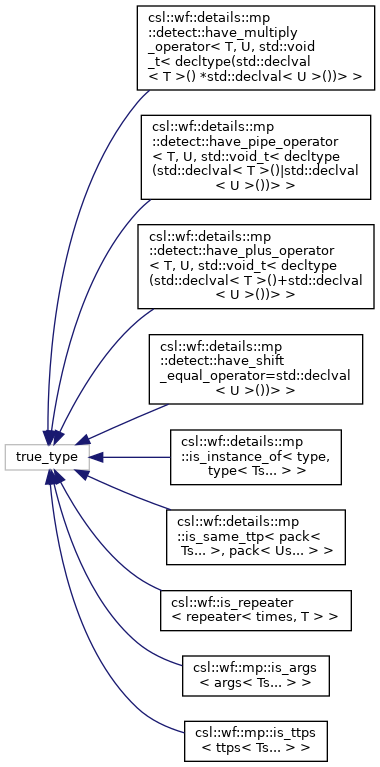 csl::wf::details::mp
::detect::have_multiply
_operator< T, U, std::void
_t< decltype(std::declval
< T >() *std::declval< U >())> >
csl::wf::details::mp
::detect::have_pipe_operator
< T, U, std::void_t< decltype
(std::declval< T >()|std::declval
< U >())> >
csl::wf::details::mp
::detect::have_plus_operator
< T, U, std::void_t< decltype
(std::declval< T >()+std::declval
< U >())> >
csl::wf::details::mp
::detect::have_shift
_equal_operator=std::declval
< U >())> >
true_type
csl::wf::details::mp
::is_instance_of< type,
type< Ts... > >
csl::wf::details::mp
::is_same_ttp< pack<
Ts... >, pack< Us... > >
csl::wf::is_repeater
< repeater< times, T > >
csl::wf::mp::is_args
< args< Ts... > >
csl::wf::mp::is_ttps
< ttps< Ts... > >